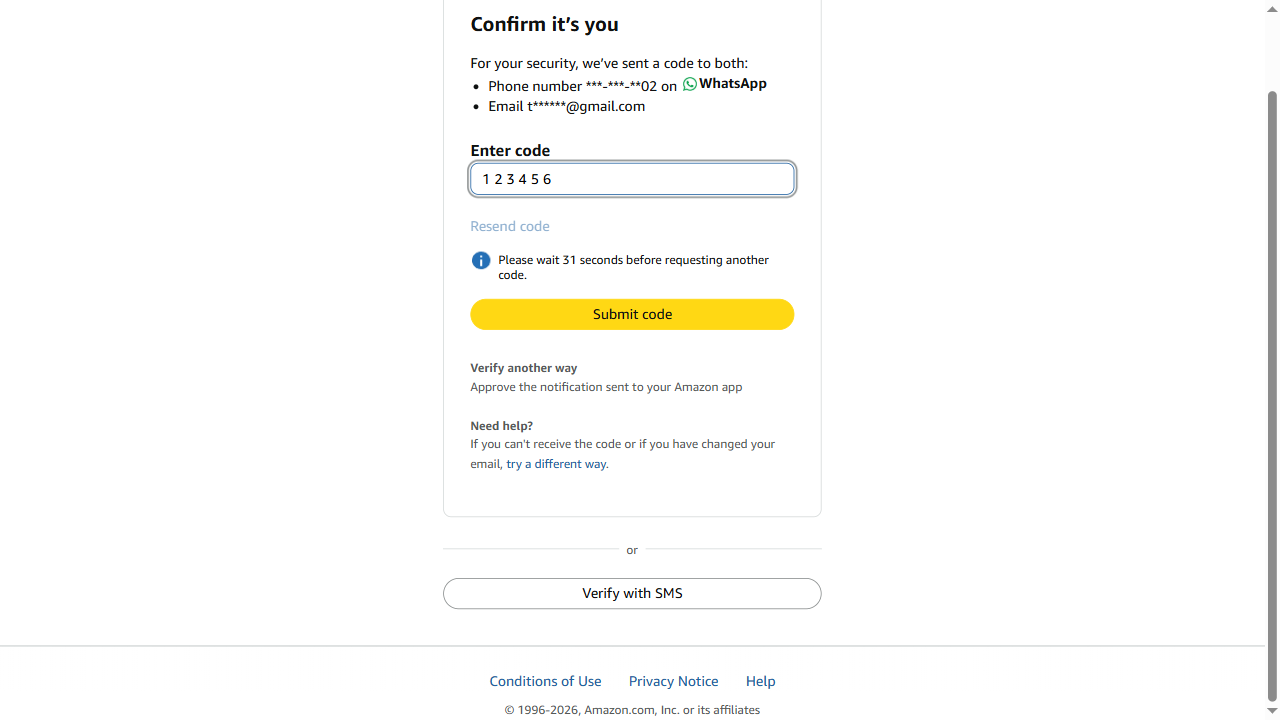 Confirm it's you
For your security, we've sent a code to both:
Phone number ***-***-**02 on WhatsApp
Email t******@gmail.com
Enter code
1 2 3 4 5 6
Resend code
Please wait 31 seconds before requesting another
code.
Submit code
Verify another way
Approve the notification sent to your Amazon app
Need help?
If you can't receive the code or if you have changed your
email, try a different way.
or
Verify with SMS
Conditions of Use Privacy Notice Help
© 1996-2026, Amazon.com, Inc. or its affiliates